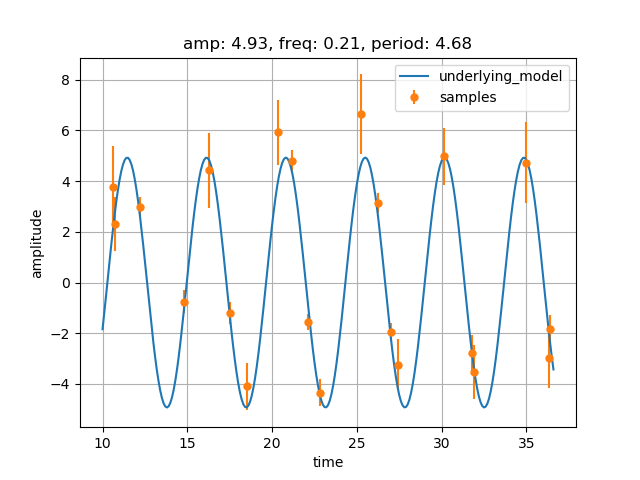 amp: 4.93, freq: 0.21, period: 4.68
underlying_model
samples
8
6
4
2
0
−2
−4
amplitude
10 15 20 25 30 35
time